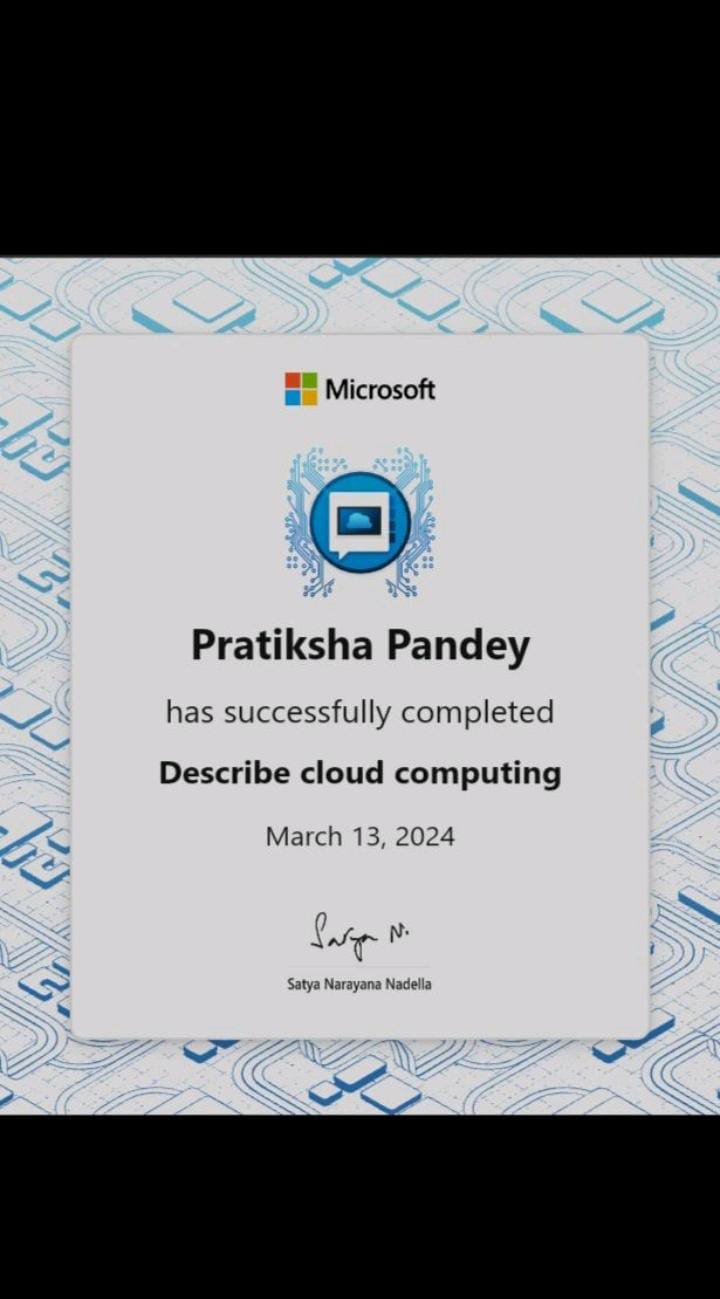 Microsoft
Pratiksha Pandey
has successfully completed
Describe cloud computing
March 13, 2024
Satya N.
Satya Narayana Nadella